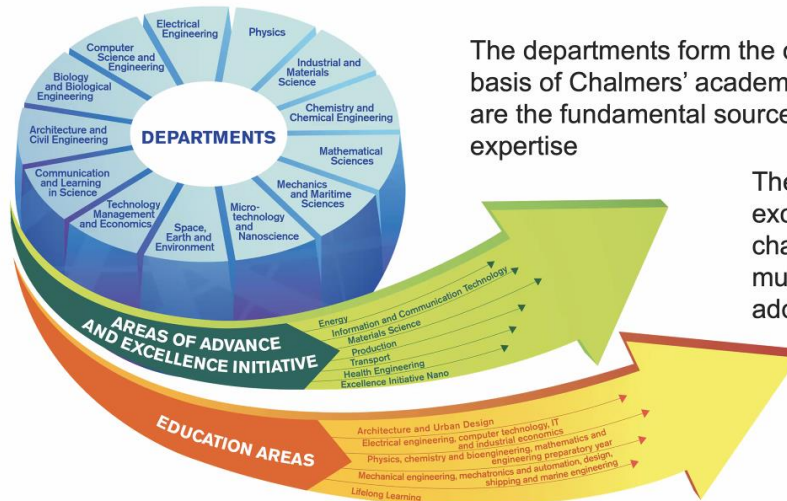 Electrical
Engineering
Physics
Industrial and
Materials
Science
Chemistry and
Chemical Engineering
Mathematical
Sciences
Mechanics
and Maritime
Sciences
Micro-
technology
and
Nanoscience
Space,
Earth and
Environment
Technology
Management
and Economics
Communication
and Learning
in Science
Architecture and
Civil Engineering
Biology
and Biological
Engineering
Computer
Science and
Engineering
DEPARTMENTS
The departments form the
basis of Chalmers' academ
are the fundamental source
expertise
The
exc
cha
mu
add
AREAS OF ADVANCE
AND EXCELLENCE INITIATIVE
Energy
Information and Communication Technology
Materials Science
Production
Transport
Health Engineering
Excellence Initiative Nano
EDUCATION AREAS
Architecture and Urban Design
Electrical engineering, computer technology, IT
and industrial economics
Physics, chemistry and bioengineering, mathematics and
engineering preparatory year
Mechanical engineering, mechatronics and automation, design,
shipping and marine engineering
Lifelong Learning